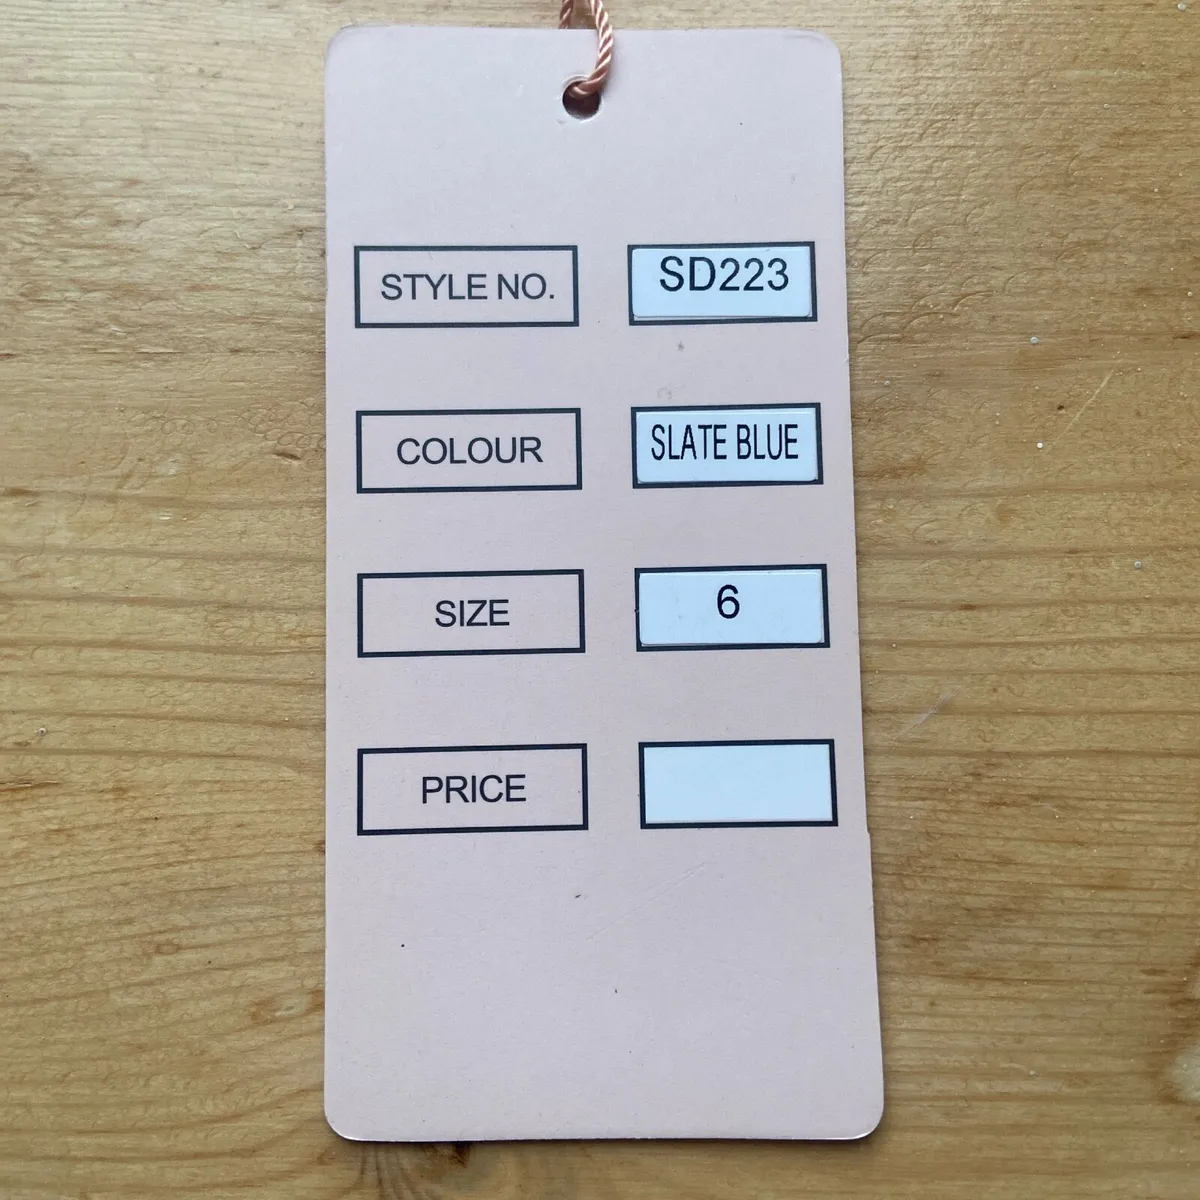 STYLE NO. SD223
COLOUR SLATE BLUE
SIZE 6
PRICE